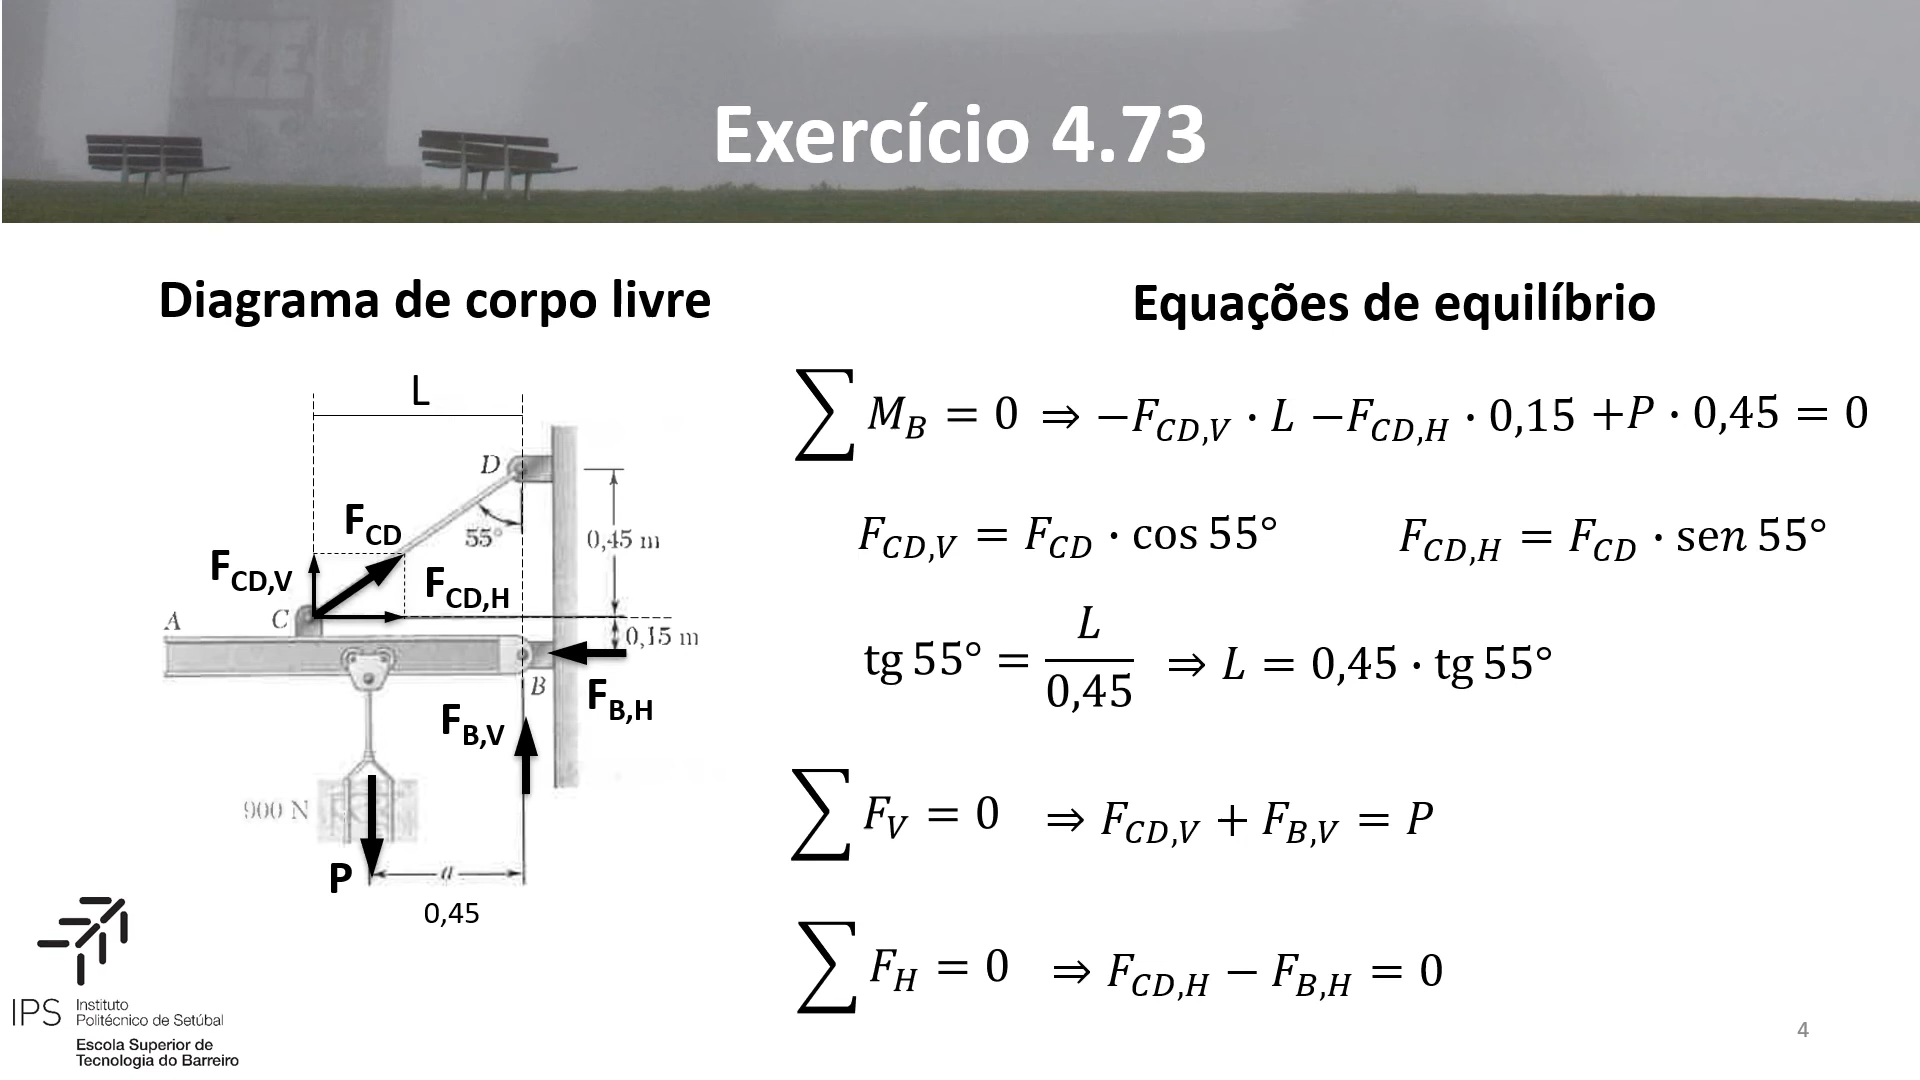 Exercício 4.73
Diagrama de corpo livre
Equações de equilíbrio
L
D
F_CD
55°
0,45 m
F_CD,V
F_CD,H
A
C
0,15 m
B
F_B,H
F_B,V
900 N
P
a
0,45
∑ M_B = 0 ⇒ −F_CD,V · L −F_CD,H · 0,15 +P · 0,45 = 0
F_CD,V = F_CD · cos 55° F_CD,H = F_CD · sen 55°
tg 55° = L/0,45 ⇒ L = 0,45 · tg 55°
∑ F_V = 0 ⇒ F_CD,V + F_B,V = P
∑ F_H = 0 ⇒ F_CD,H − F_B,H = 0
IPS
Instituto
Politécnico de Setúbal
Escola Superior de
Tecnologia do Barreiro
4